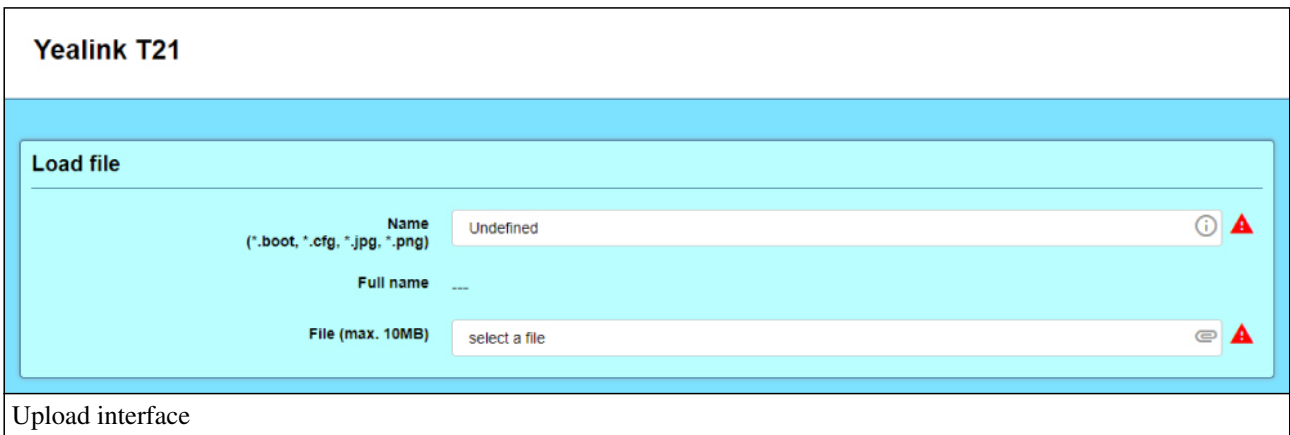 Yealink T21
Load file
Name
(*.boot, *.cfg, *.jpg, *.png)
Undefined
Full name
---
File (max. 10MB)
select a file
Upload interface